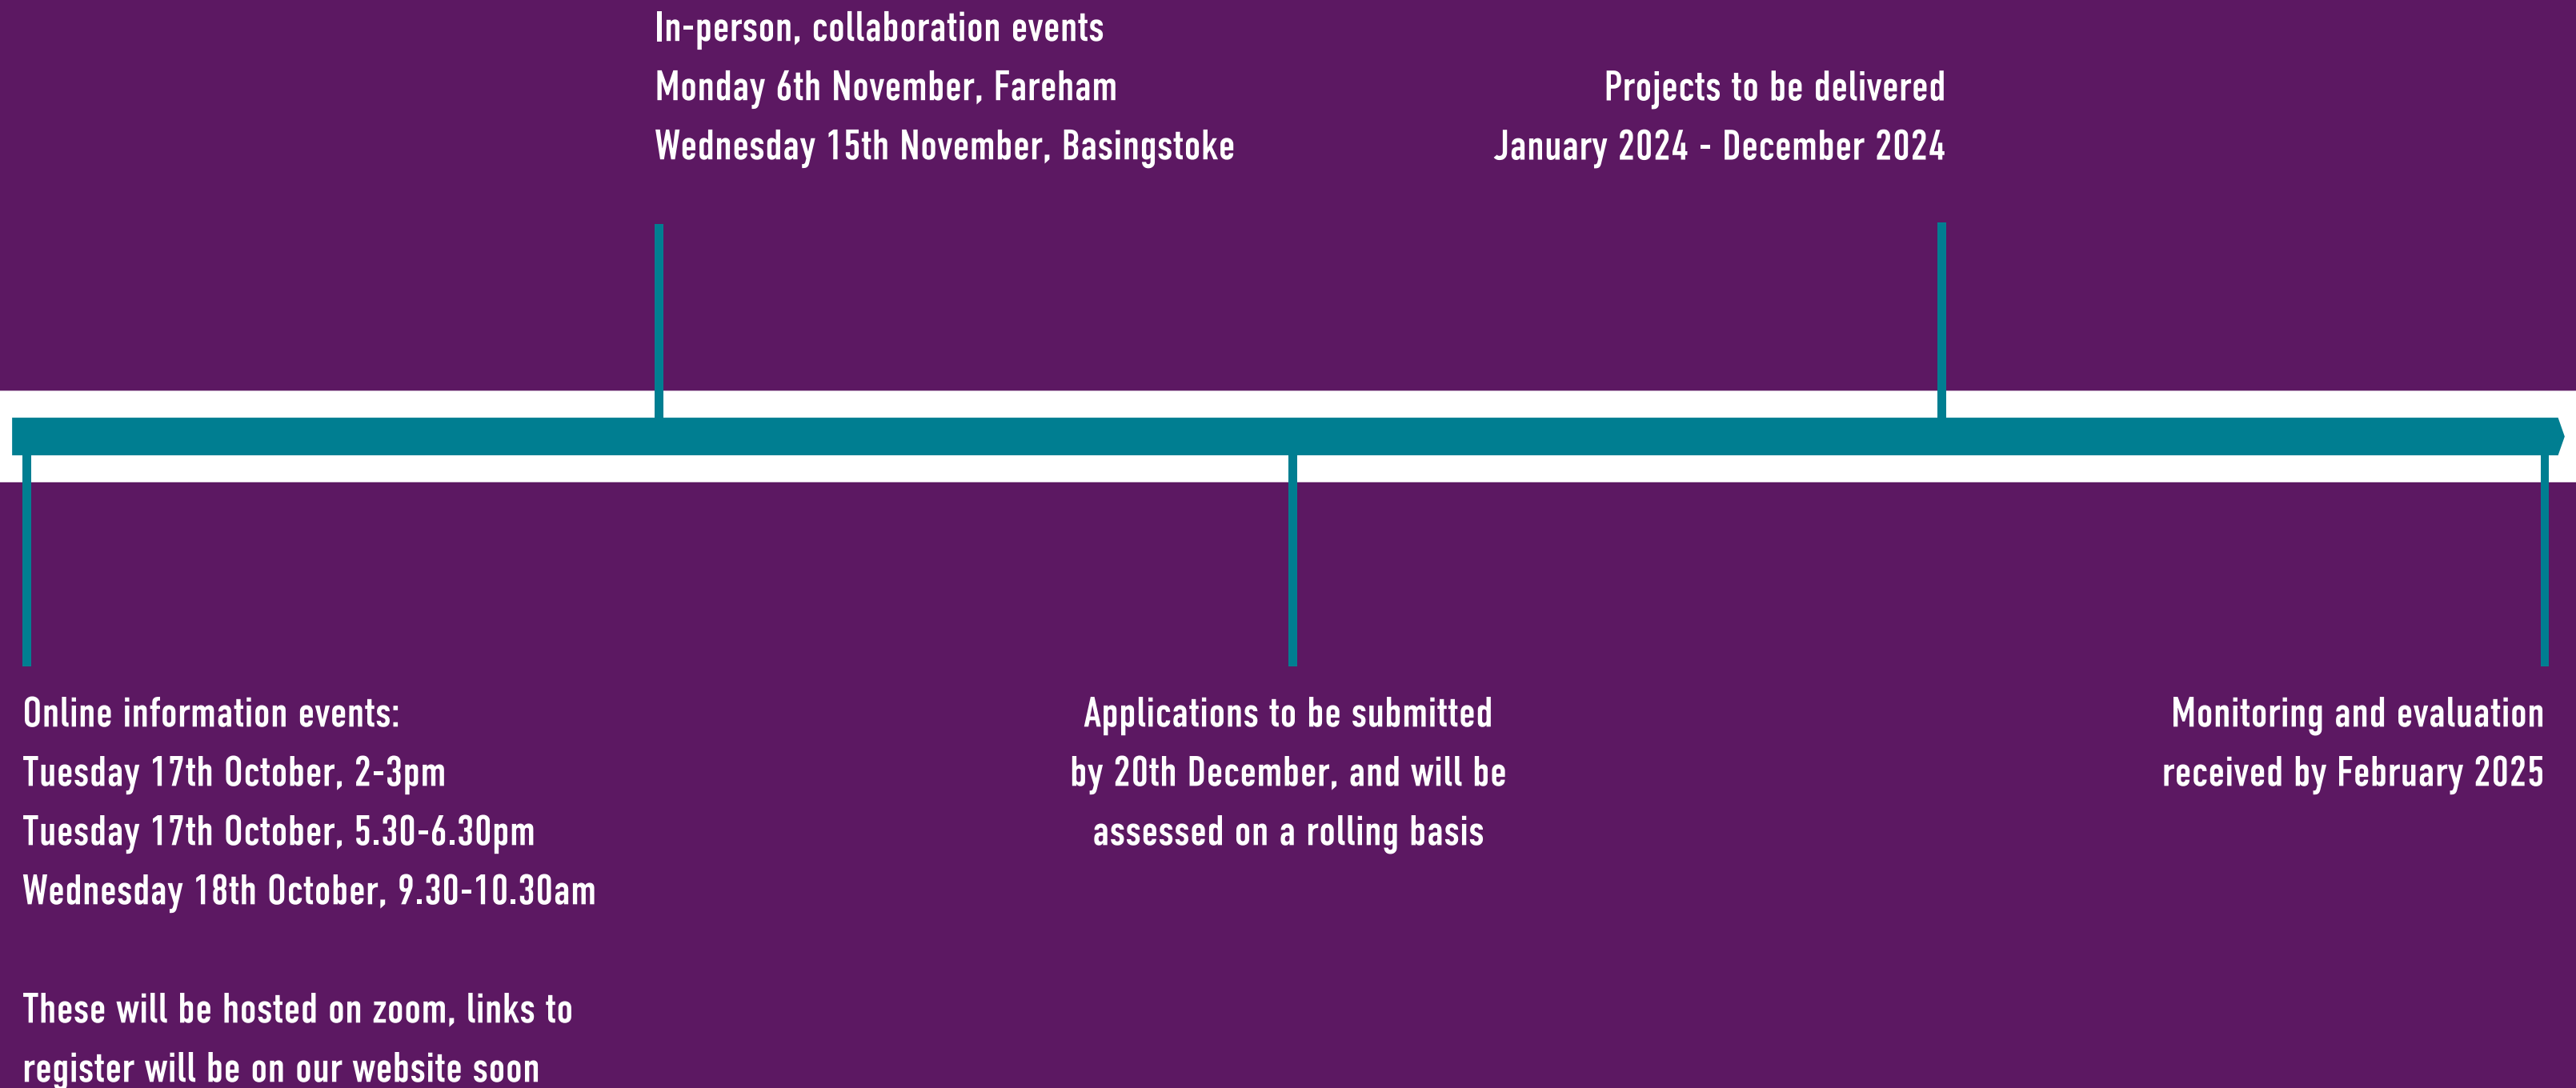 In-person, collaboration events
Monday 6th November, Fareham
Wednesday 15th November, Basingstoke
Projects to be delivered
January 2024 - December 2024
Online information events:
Tuesday 17th October, 2-3pm
Tuesday 17th October, 5.30-6.30pm
Wednesday 18th October, 9.30-10.30am
These will be hosted on zoom, links to
register will be on our website soon
Applications to be submitted
by 20th December, and will be
assessed on a rolling basis
Monitoring and evaluation
received by February 2025